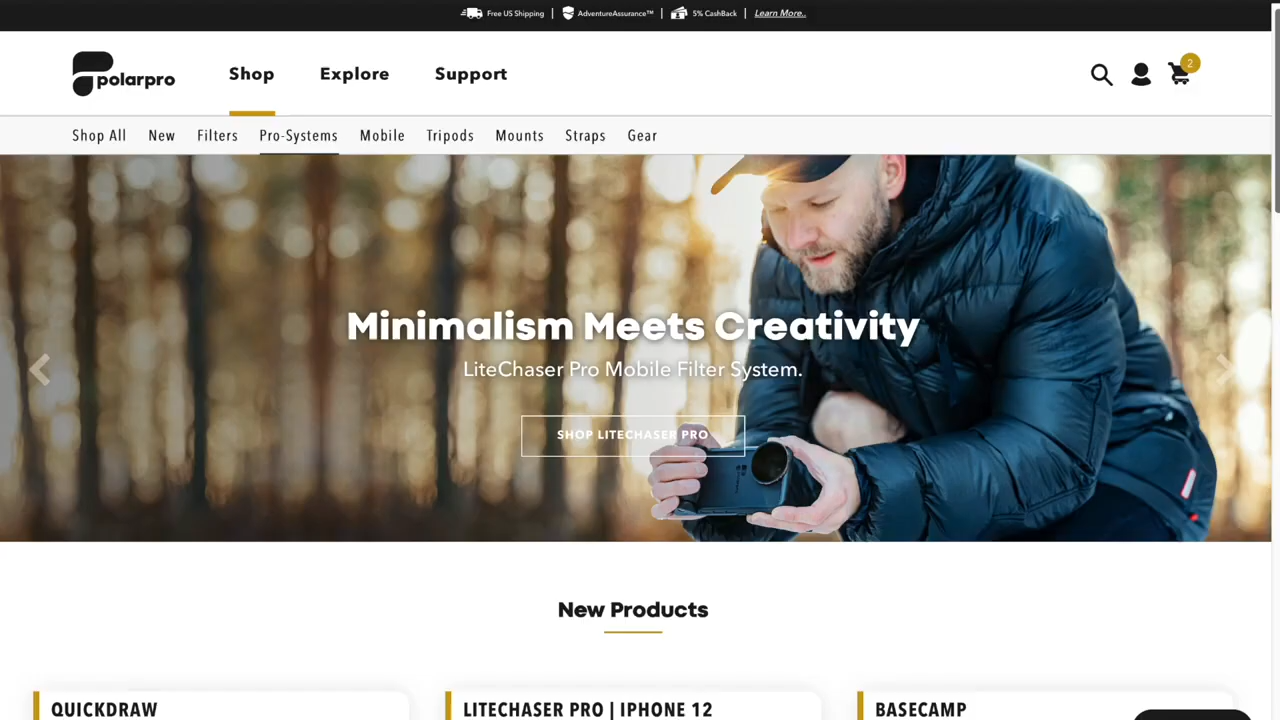 Free US Shipping | AdventureAssurance™ | 5% CashBack | Learn More..
polarpro
Shop Explore Support
2
Shop All New Filters Pro-Systems Mobile Tripods Mounts Straps Gear
Minimalism Meets Creativity
LiteChaser Pro Mobile Filter System.
SHOP LITECHASER PRO
New Products
QUICKDRAW
LITECHASER PRO | IPHONE 12
BASECAMP